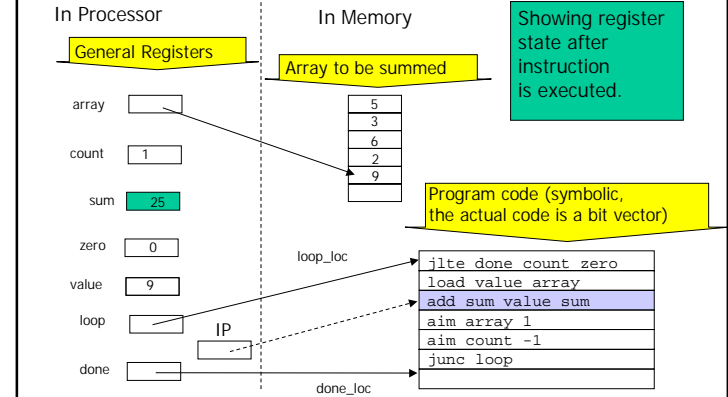 In Processor
In Memory
Showing register
state after
instruction
is executed.
General Registers
Array to be summed
array
count
1
sum
25
zero
0
value
9
loop
IP
done
5
3
6
2
9
Program code (symbolic,
the actual code is a bit vector)
loop_loc
jlte done count zero
load value array
add sum value sum
aim array 1
aim count -1
junc loop
done_loc